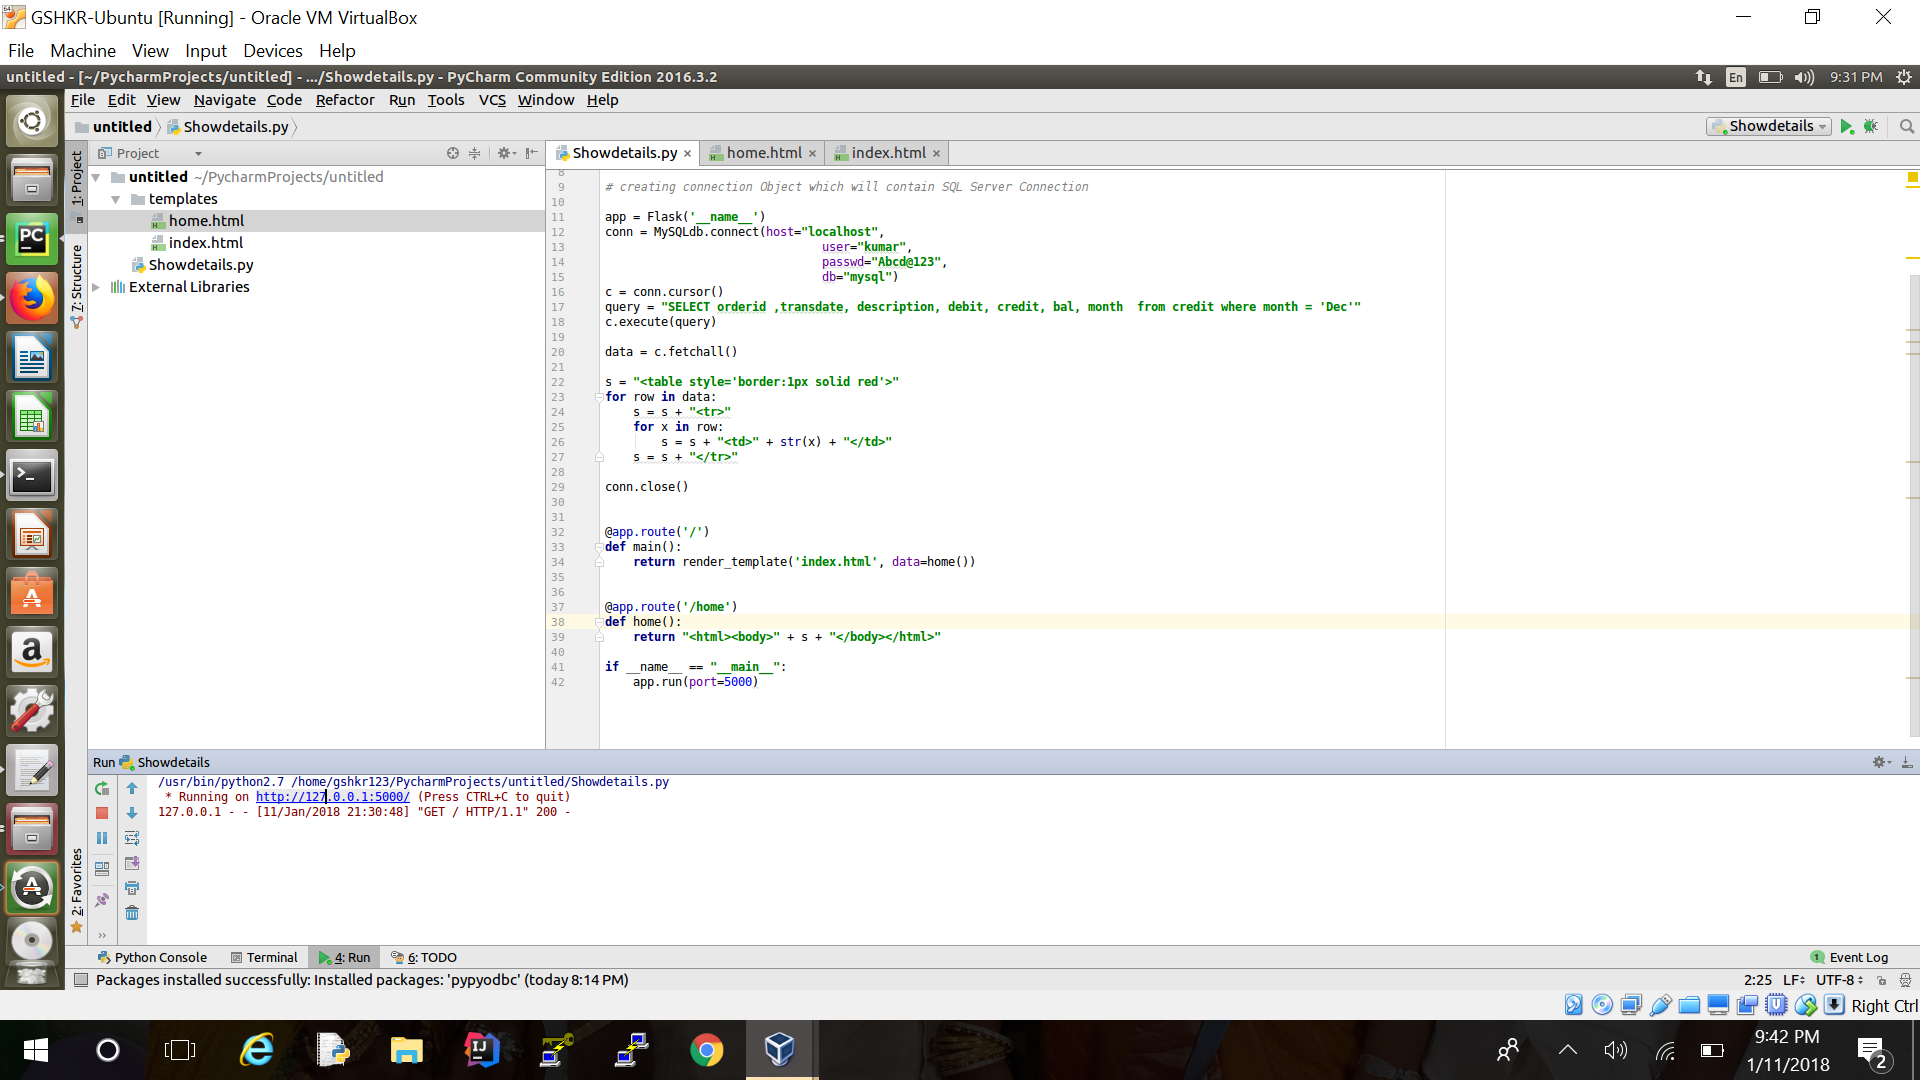 GSHKR-Ubuntu [Running] - Oracle VM VirtualBox
File Machine View Input Devices Help
untitled - [~/PycharmProjects/untitled] - .../Showdetails.py - PyCharm Community Edition 2016.3.2
En 9:31 PM
File Edit View Navigate Code Refactor Run Tools VCS Window Help
untitled Showdetails.py
Showdetails
Project
Showdetails.py home.html index.html
1: Project
7: Structure
2: Favorites
untitled ~/PycharmProjects/untitled
templates
home.html
index.html
Showdetails.py
External Libraries
8
9 # creating connection Object which will contain SQL Server Connection
10
11 app = Flask('__name__')
12 conn = MySQLdb.connect(host="localhost",
13 user="kumar",
14 passwd="Abcd@123",
15 db="mysql")
16 c = conn.cursor()
17 query = "SELECT orderid ,transdate, description, debit, credit, bal, month  from credit where month = 'Dec'"
18 c.execute(query)
19
20 data = c.fetchall()
21
22 s = "<table style='border:1px solid red'>"
23 for row in data:
24 s = s + "<tr>"
25 for x in row:
26 s = s + "<td>" + str(x) + "</td>"
27 s = s + "</tr>"
28
29 conn.close()
30
31
32 @app.route('/')
33 def main():
34 return render_template('index.html', data=home())
35
36
37 @app.route('/home')
38 def home():
39 return "<html><body>" + s + "</body></html>"
40
41 if __name__ == "__main__":
42 app.run(port=5000)
Run Showdetails
/usr/bin/python2.7 /home/gshkr123/PycharmProjects/untitled/Showdetails.py
* Running on http://127.0.0.1:5000/ (Press CTRL+C to quit)
127.0.0.1 - - [11/Jan/2018 21:30:48] "GET / HTTP/1.1" 200 -
Python Console Terminal 4: Run 6: TODO 1 Event Log
Packages installed successfully: Installed packages: 'pypyodbc' (today 8:14 PM) 2:25 LF UTF-8
Right Ctrl
9:42 PM
1/11/2018
2